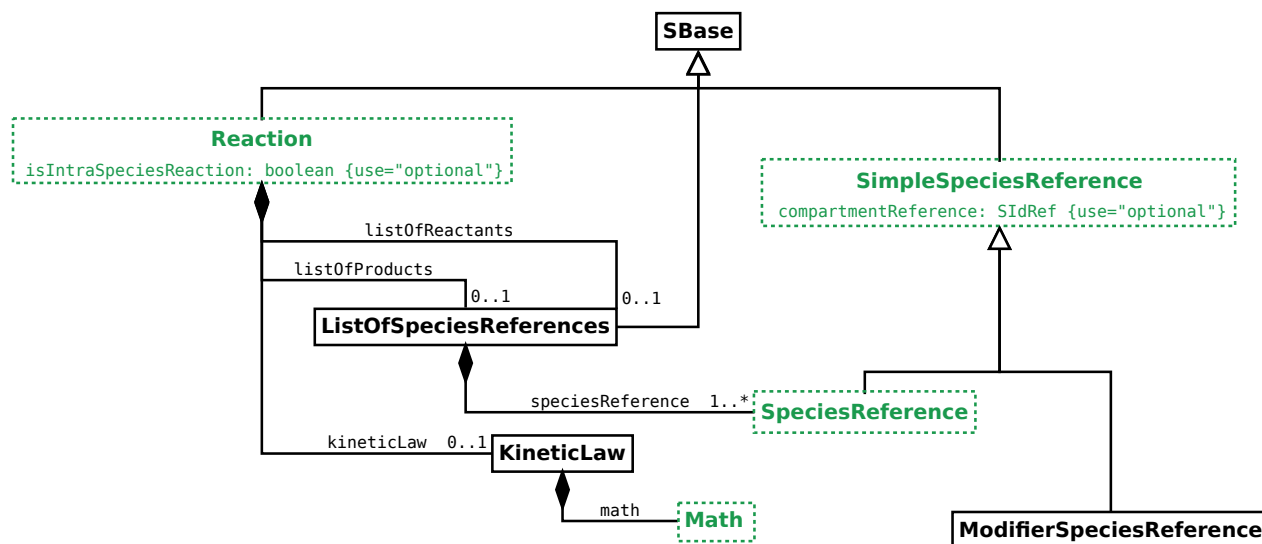 SBase
Reaction
isIntraSpeciesReaction: boolean {use="optional"}
SimpleSpeciesReference
compartmentReference: SIdRef {use="optional"}
listOfReactants
listOfProducts
0..1
0..1
ListOfSpeciesReferences
speciesReference 1..*
SpeciesReference
kineticLaw 0..1
KineticLaw
math
Math
ModifierSpeciesReference